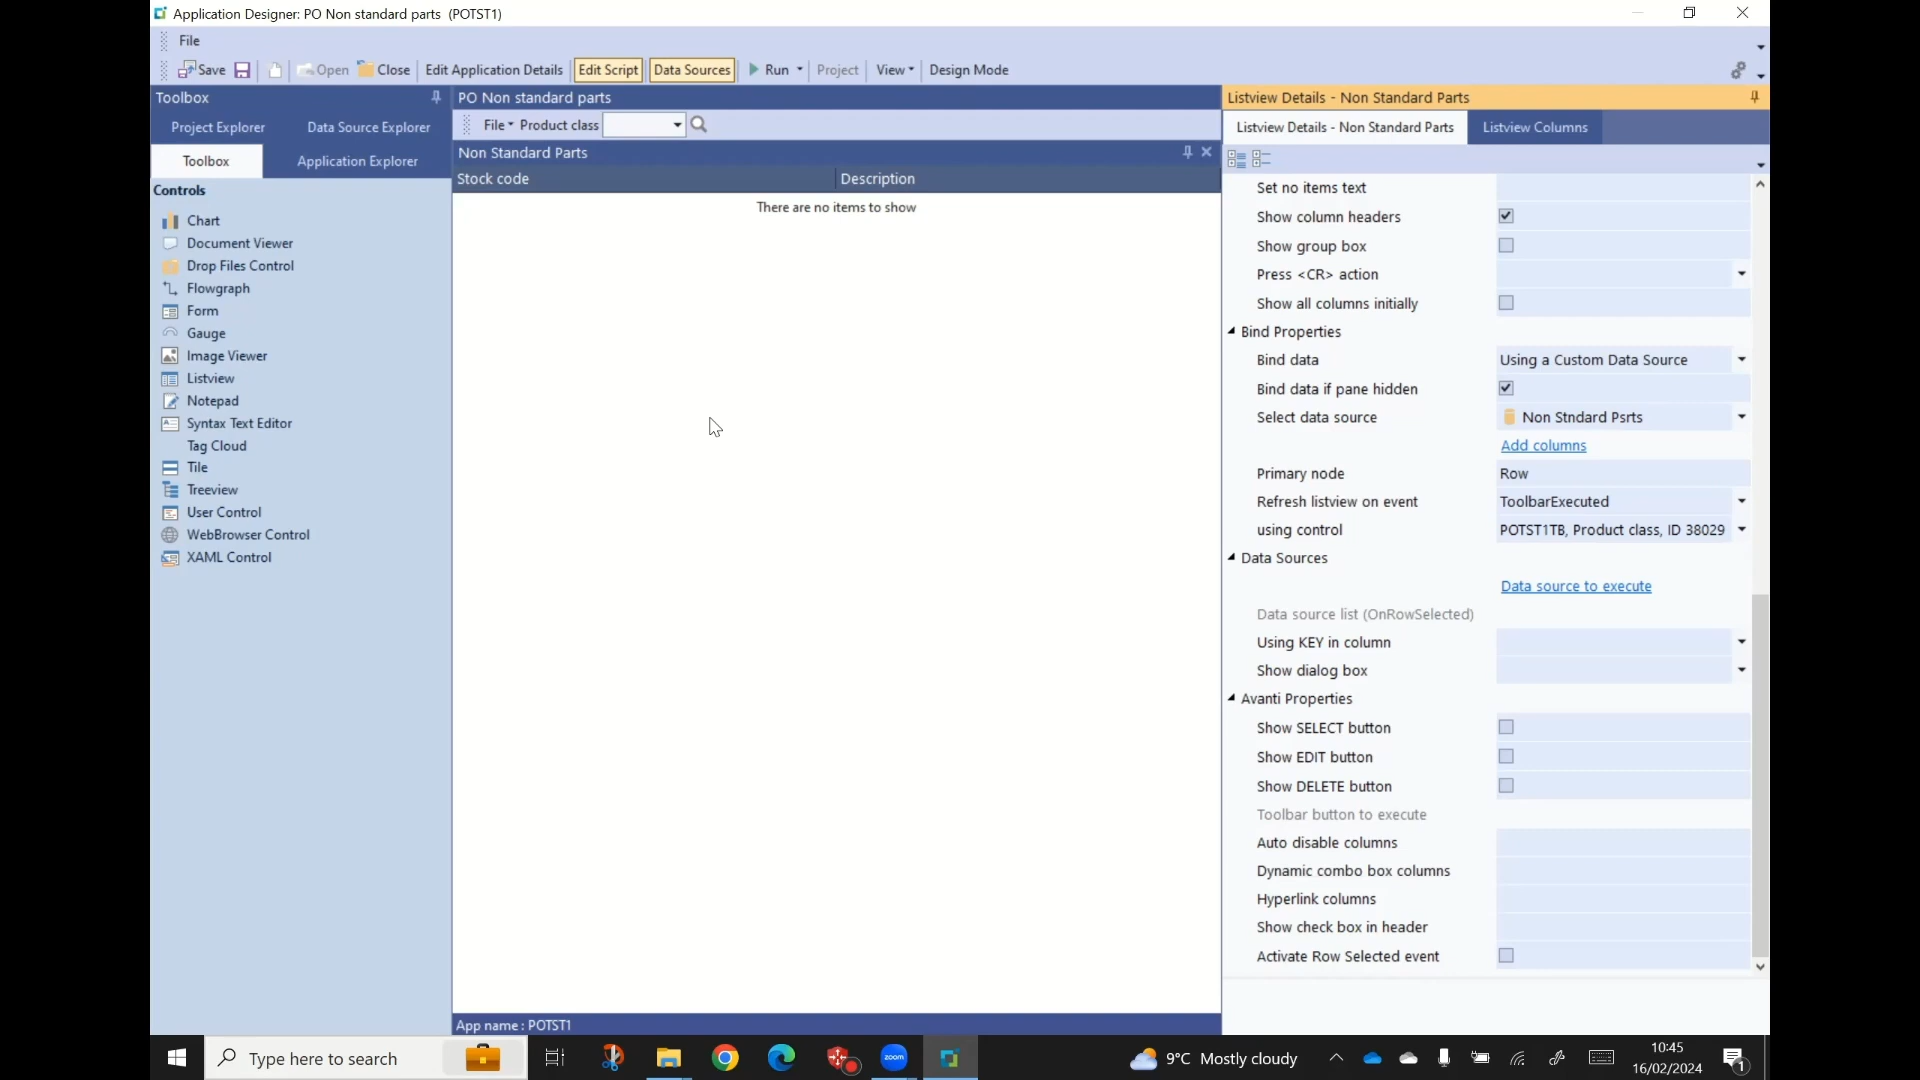 Application Designer: PO Non standard parts (POTST1)
File
Save Open Close Edit Application Details Edit Script Data Sources Run Project View Design Mode
Toolbox
Project Explorer Data Source Explorer
Toolbox Application Explorer
Controls
Chart
Document Viewer
Drop Files Control
Flowgraph
Form
Gauge
Image Viewer
Listview
Notepad
Syntax Text Editor
Tag Cloud
Tile
Treeview
User Control
WebBrowser Control
XAML Control
PO Non standard parts
File Product class
Non Standard Parts
Stock code Description
There are no items to show
App name : POTST1
Listview Details - Non Standard Parts
Listview Details - Non Standard Parts Listview Columns
Set no items text
Show column headers
Show group box
Press <CR> action
Show all columns initially
Bind Properties
Bind data Using a Custom Data Source
Bind data if pane hidden
Select data source Non Stndard Psrts
Add columns
Primary node Row
Refresh listview on event ToolbarExecuted
using control POTST1TB, Product class, ID 38029
Data Sources
Data source to execute
Data source list (OnRowSelected)
Using KEY in column
Show dialog box
Avanti Properties
Show SELECT button
Show EDIT button
Show DELETE button
Toolbar button to execute
Auto disable columns
Dynamic combo box columns
Hyperlink columns
Show check box in header
Activate Row Selected event
Type here to search
zoom
9°C Mostly cloudy
10:45
16/02/2024
1